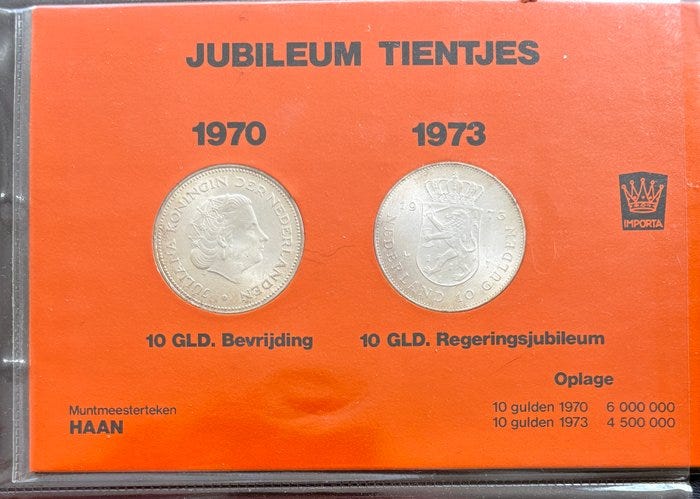 JUBILEUM TIENTJES
1970 1973
JULIANA KONINGIN DER NEDERLANDEN
1973
NEDERLAND 10 GULDEN
IMPORTA
10 GLD. Bevrijding 10 GLD. Regeringsjubileum
Oplage
Muntmeesterteken
HAAN
10 gulden 1970 6 000 000
10 gulden 1973 4 500 000